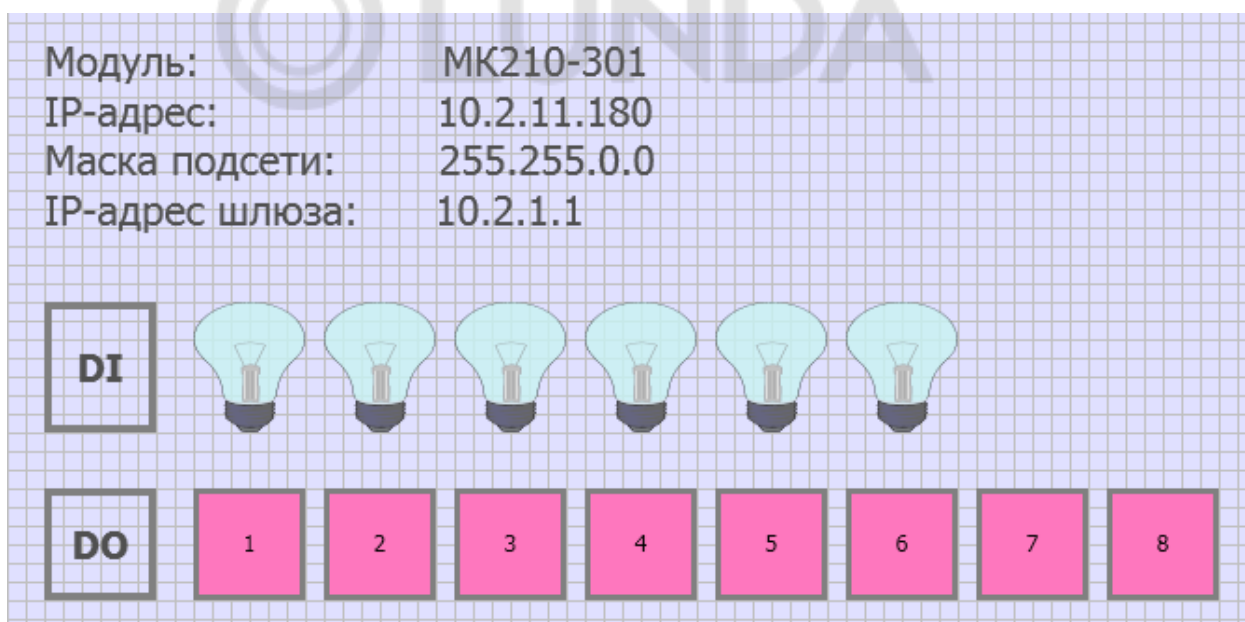 LUNDA
Модуль: МК210-301
IP-адрес: 10.2.11.180
Маска подсети: 255.255.0.0
IP-адрес шлюза: 10.2.1.1
DI
DO 1 2 3 4 5 6 7 8